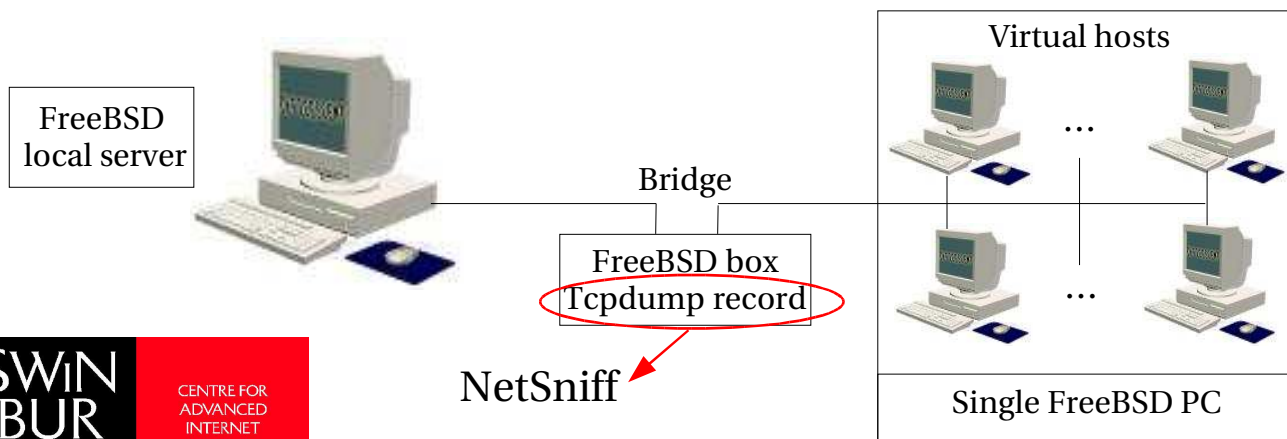 Virtual hosts
FreeBSD
local server
...
Bridge
FreeBSD box
Tcpdump record
...
NetSniff
Single FreeBSD PC
SWiN
BUR
CENTRE FOR
ADVANCED
INTERNET